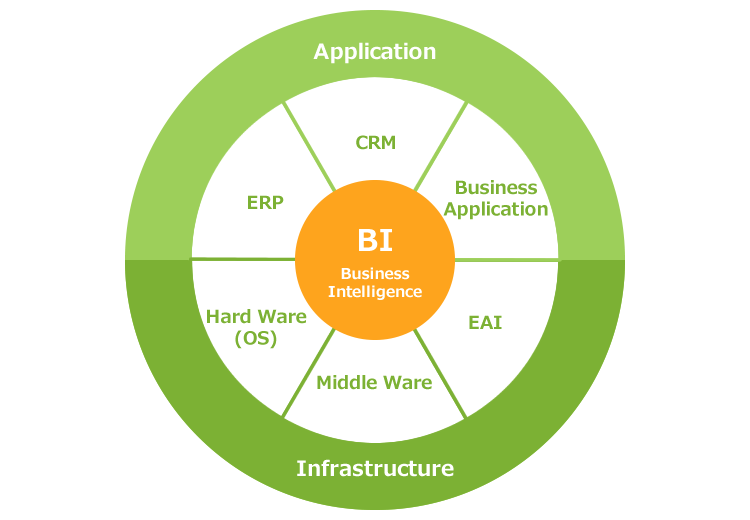 Application
CRM
ERP
Business
Application
BI
Business
Intelligence
Hard Ware
(OS)
EAI
Middle Ware
Infrastructure